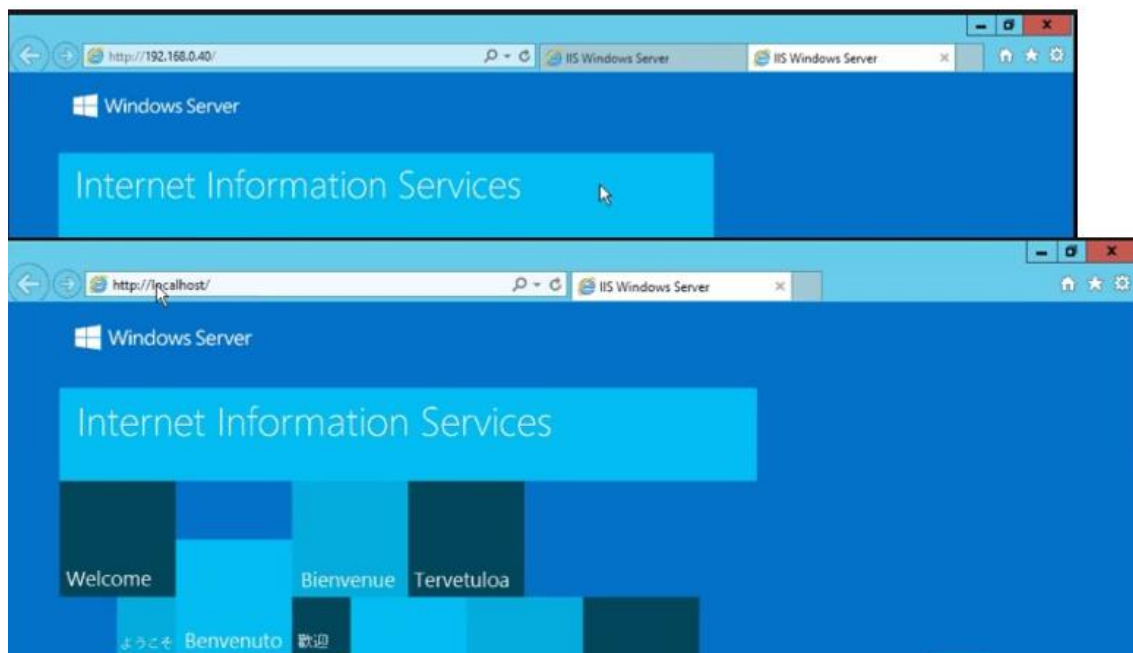 http://192.168.0.40/ IIS Windows Server IIS Windows Server
Windows Server
Internet Information Services
http://localhost/ IIS Windows Server
Windows Server
Internet Information Services
Welcome Bienvenue Tervetuloa
ようこそ Benvenuto 歡迎